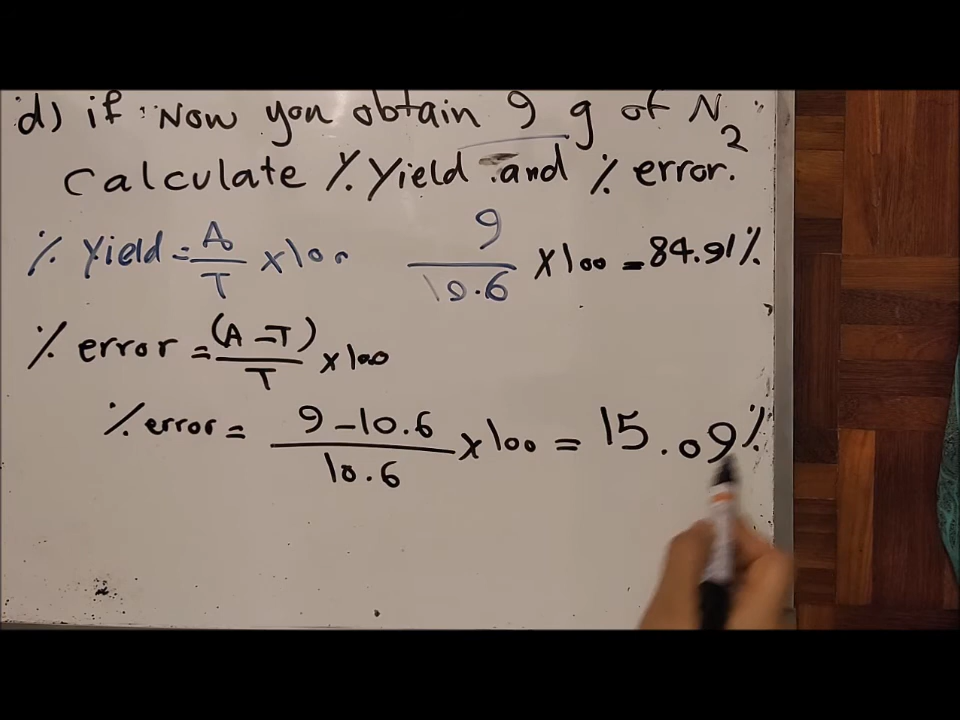 d) if Now you obtain 9 g of N2
Calculate % Yield and % error.
% Yield = A/T x100 9/10.6 x100 = 84.91%
% error = (A-T)/T x100
% error = 9-10.6/10.6 x100 = 15.09%